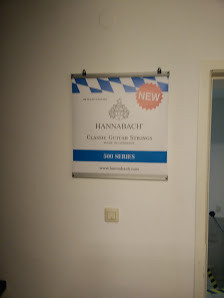 NEW
HANNABACH
CLASSIC GUITAR STRINGS
MADE IN GERMANY
500 SERIES
www.hannabach.com